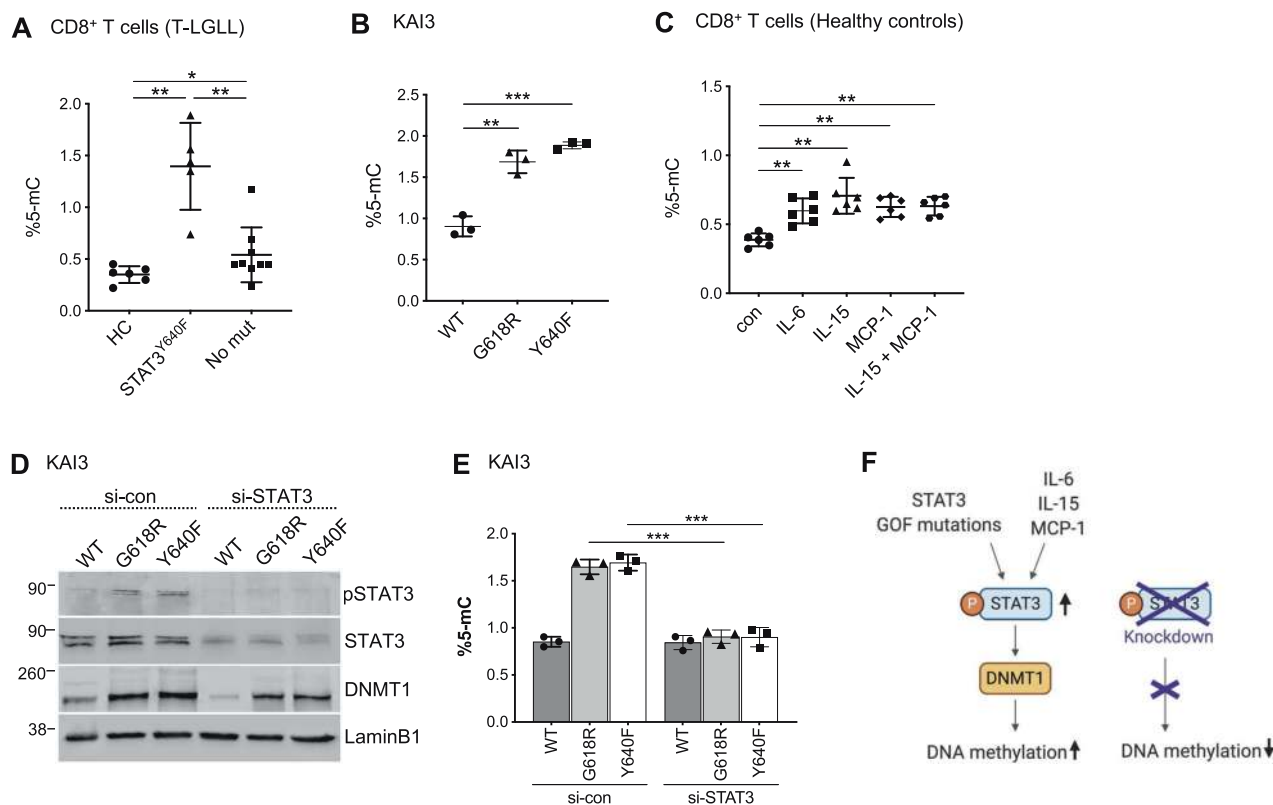 A CD8⁺ T cells (T-LGLL)
*
** **
%5-mC
2.0
1.5
1.0
0.5
0.0
HC
STAT3^Y640F
No mut
B KAI3
***
**
%5-mC
2.5
2.0
1.5
1.0
0.5
0.0
WT
G618R
Y640F
C CD8⁺ T cells (Healthy controls)
**
**
**
**
%5-mC
1.5
1.0
0.5
0.0
con
IL-6
IL-15
MCP-1
IL-15 + MCP-1
D KAI3
si-con si-STAT3
WT G618R Y640F WT G618R Y640F
90 pSTAT3
90 STAT3
260 DNMT1
38 LaminB1
E KAI3
***
***
%5-mC
2.0
1.5
1.0
0.5
0.0
WT G618R Y640F WT G618R Y640F
si-con si-STAT3
F
STAT3
GOF mutations
IL-6
IL-15
MCP-1
P STAT3
P STAT3
Knockdown
DNMT1
DNA methylation
DNA methylation